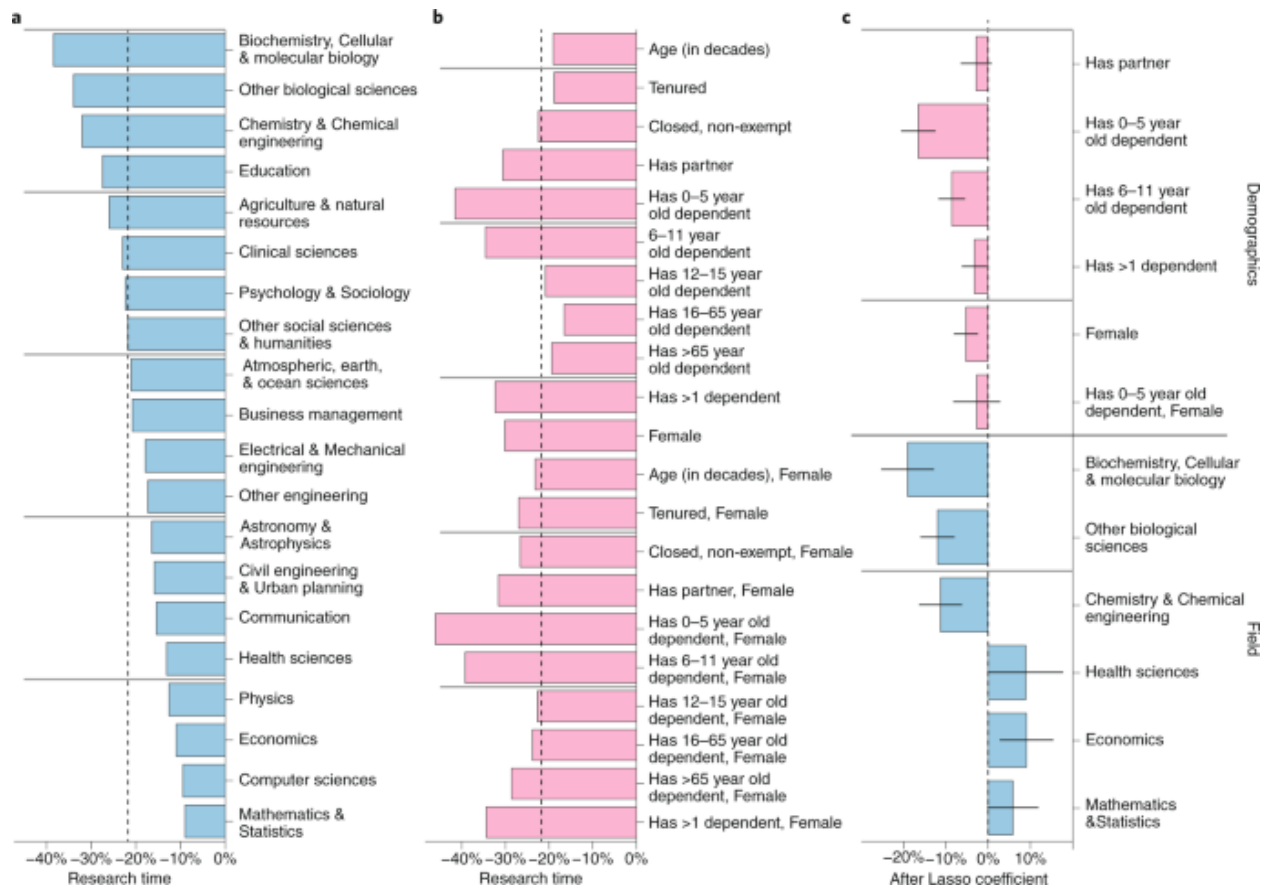 a
Biochemistry, Cellular
& molecular biology
Other biological sciences
Chemistry & Chemical
engineering
Education
Agriculture & natural
resources
Clinical sciences
Psychology & Sociology
Other social sciences
& humanities
Atmospheric, earth,
& ocean sciences
Business management
Electrical & Mechanical
engineering
Other engineering
Astronomy &
Astrophysics
Civil engineering
& Urban planning
Communication
Health sciences
Physics
Economics
Computer sciences
Mathematics &
Statistics
−40% −30% −20% −10% 0%
Research time
b
Age (in decades)
Tenured
Closed, non-exempt
Has partner
Has 0–5 year
old dependent
6–11 year
old dependent
Has 12–15 year
old dependent
Has 16–65 year
old dependent
Has >65 year
old dependent
Has >1 dependent
Female
Age (in decades), Female
Tenured, Female
Closed, non-exempt, Female
Has partner, Female
Has 0–5 year old
dependent, Female
Has 6–11 year old
dependent, Female
Has 12–15 year old
dependent, Female
Has 16–65 year old
dependent, Female
Has >65 year old
dependent, Female
Has >1 dependent, Female
−40% −30% −20% −10% 0%
Research time
c
Has partner
Has 0–5 year
old dependent
Has 6–11 year
old dependent
Has >1 dependent
Female
Has 0–5 year old
dependent, Female
Demographics
Biochemistry, Cellular
& molecular biology
Other biological
sciences
Chemistry & Chemical
engineering
Health sciences
Economics
Mathematics
&Statistics
Field
−20% −10% 0% 10%
After Lasso coefficient